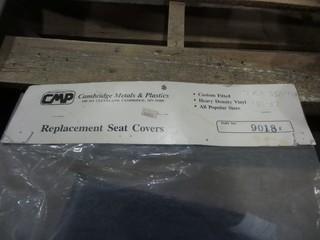 CMP
Cambridge Metals & Plastics
• Custom Fitted
• Heavy Density Vinyl
• All Popular Sizes
Replacement Seat Covers
9018